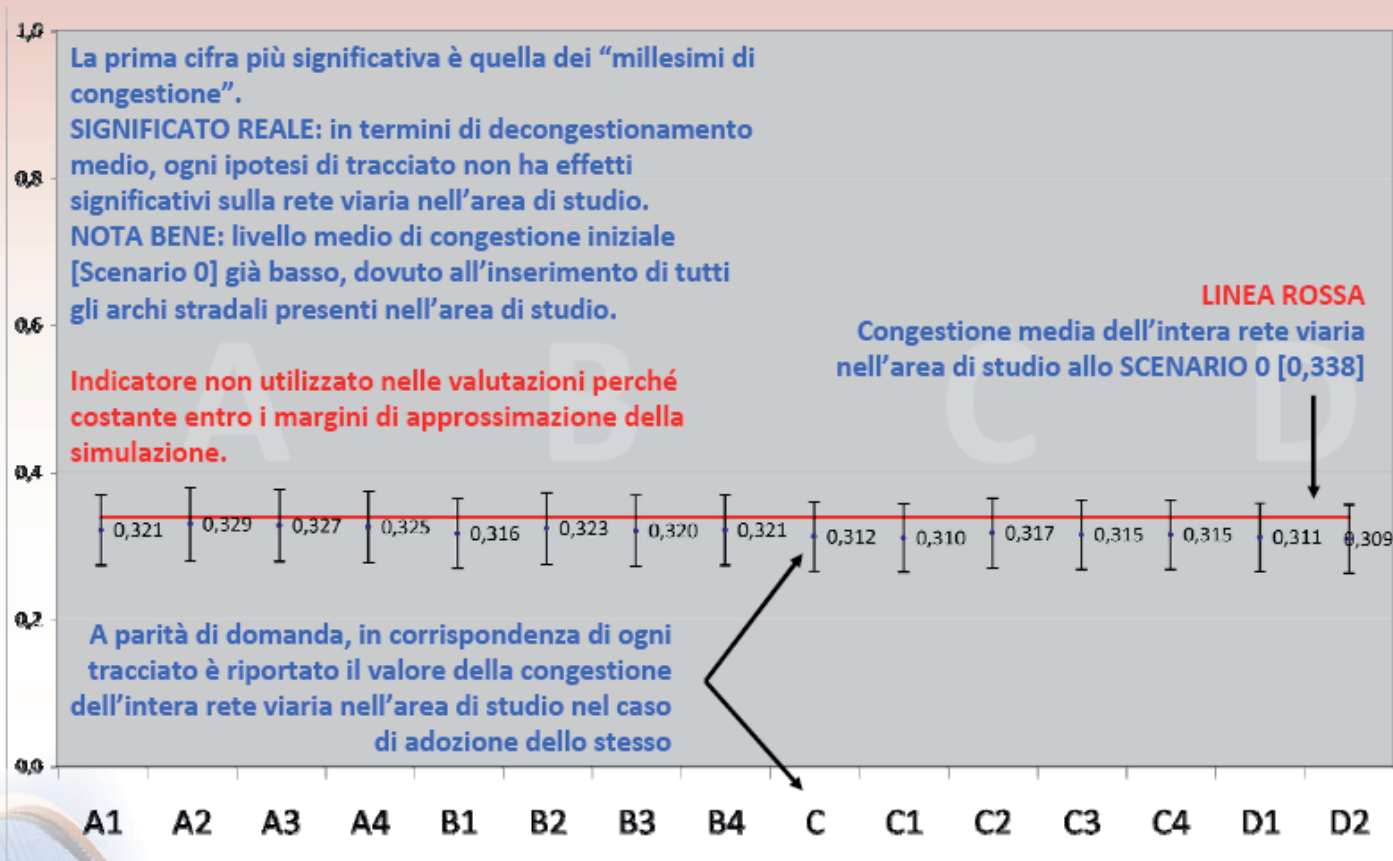 1,0
La prima cifra più significativa è quella dei “millesimi di
congestione”.
SIGNIFICATO REALE: in termini di decongestionamento
medio, ogni ipotesi di tracciato non ha effetti
significativi sulla rete viaria nell’area di studio.
NOTA BENE: livello medio di congestione iniziale
[Scenario 0] già basso, dovuto all’inserimento di tutti
gli archi stradali presenti nell’area di studio.
0,8
LINEA ROSSA
Congestione media dell’intera rete viaria
nell’area di studio allo SCENARIO 0 [0,338]
0,6
A B C D
Indicatore non utilizzato nelle valutazioni perché
costante entro i margini di approssimazione della
simulazione.
0,4
0,321 0,329 0,327 0,325 0,316 0,323 0,320 0,321 0,312 0,310 0,317 0,315 0,315 0,311 0,309
0,2
A parità di domanda, in corrispondenza di ogni
tracciato è riportato il valore della congestione
dell’intera rete viaria nell’area di studio nel caso
di adozione dello stesso
0,0
A1 A2 A3 A4 B1 B2 B3 B4 C C1 C2 C3 C4 D1 D2